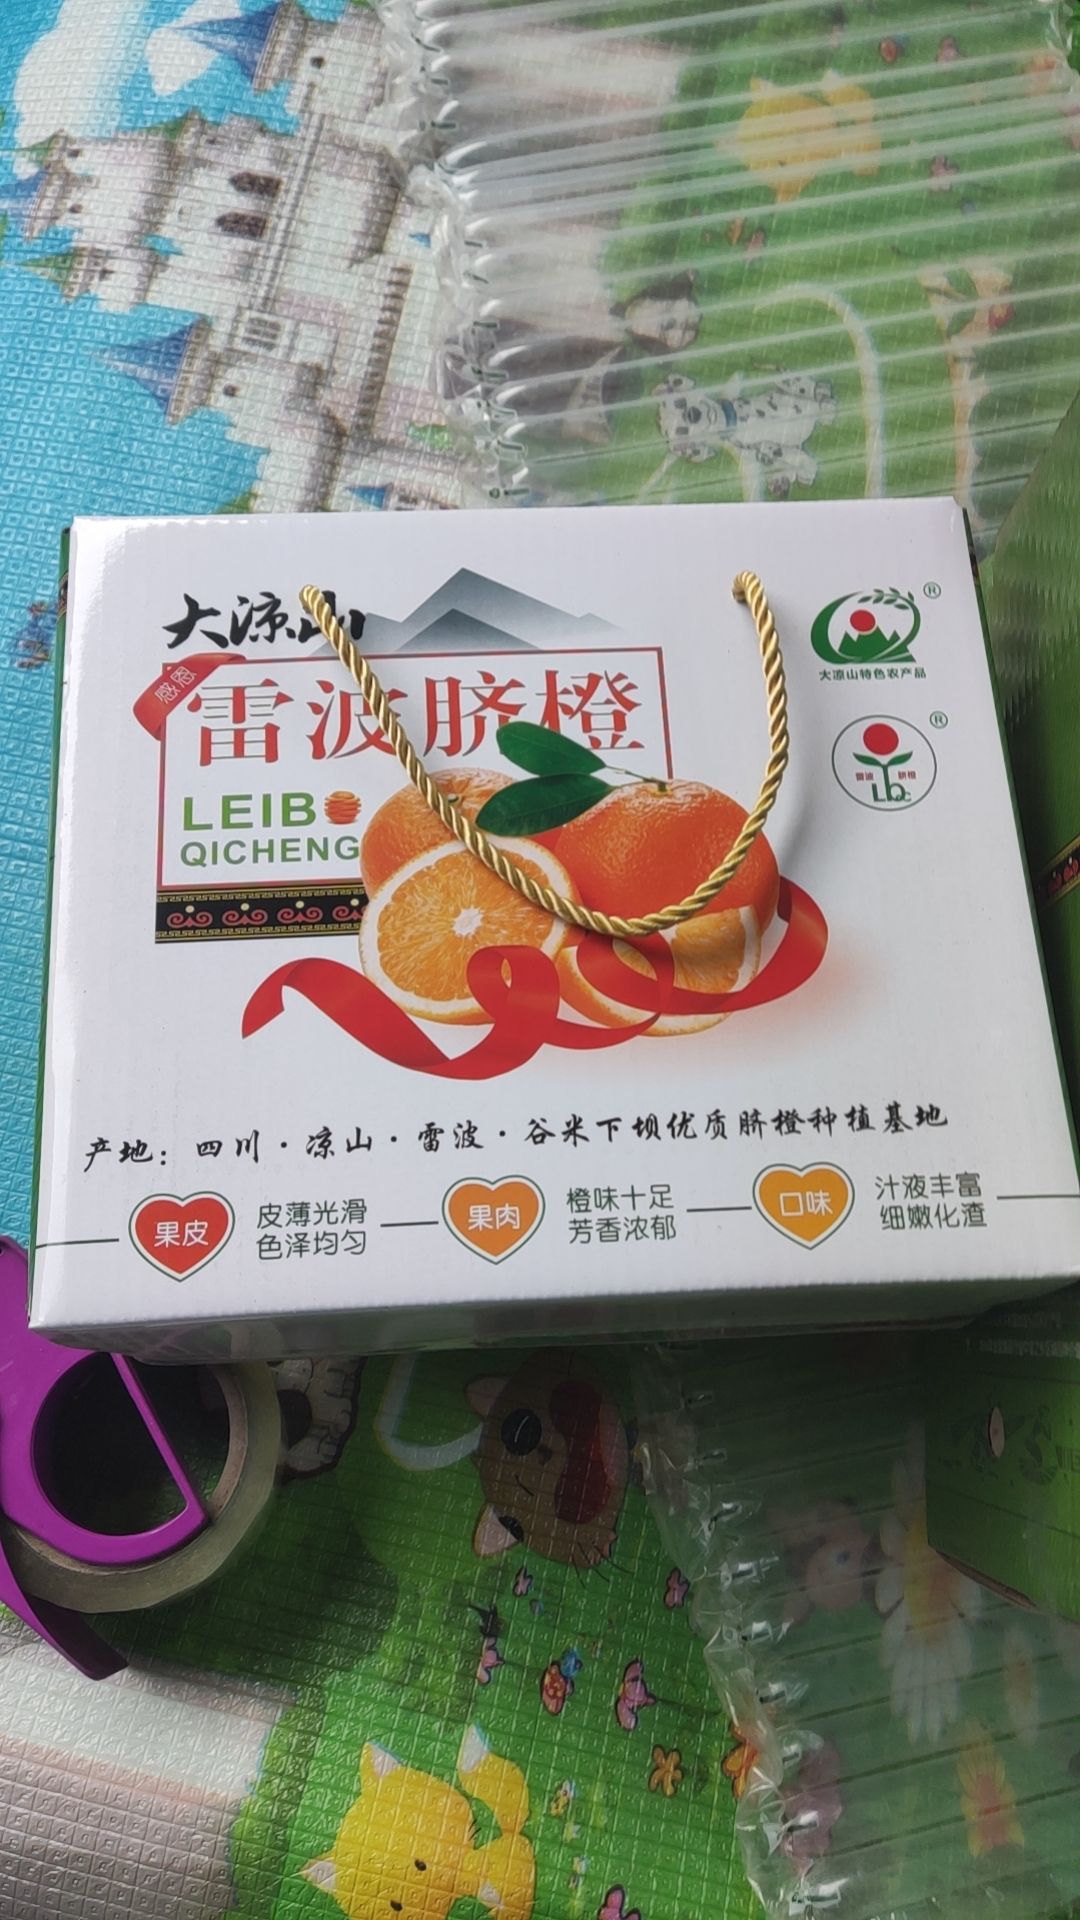 大凉山
感恩
雷波脐橙
LEIB
QICHENG
大凉山特色农产品
®
雷波 脐橙
®
产地：四川·凉山·雷波·谷米下坝优质脐橙种植基地
果皮
皮薄光滑
色泽均匀
果肉
橙味十足
芳香浓郁
口味
汁液丰富
细嫩化渣